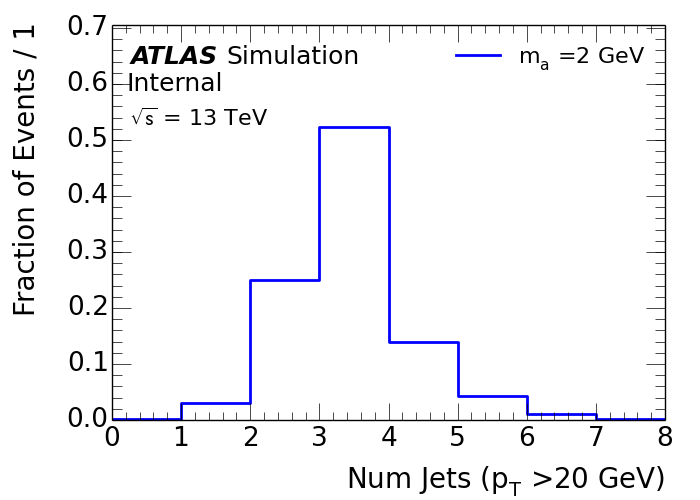 Fraction of Events / 1
0.7
0.6
0.5
0.4
0.3
0.2
0.1
0.0
ATLAS Simulation
Internal
√s = 13 TeV
mₐ =2 GeV
0 1 2 3 4 5 6 7 8
Num Jets (p_T >20 GeV)